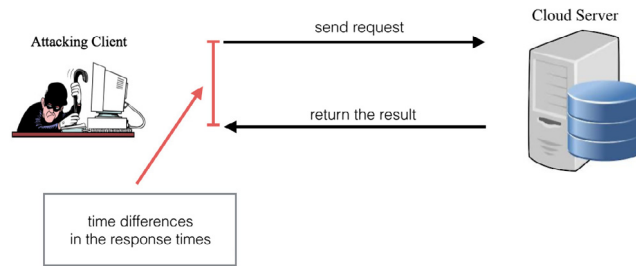 Cloud Server
send request
Attacking Client
return the result
time differences
in the response times